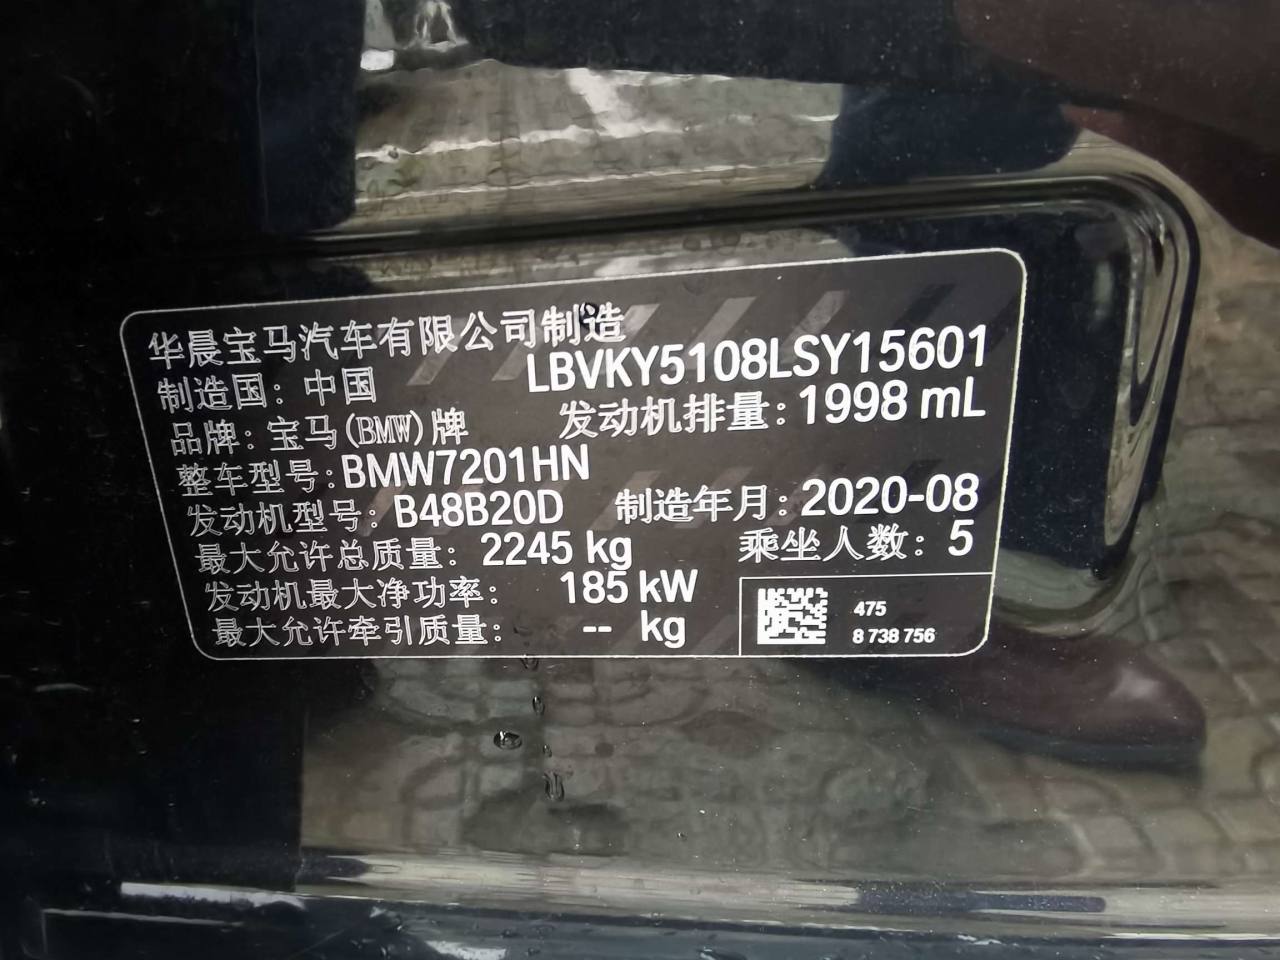 华晨宝马汽车有限公司制造
制造国：中国 LBVKY5108LSY15601
品牌：宝马(BMW)牌 发动机排量：1998 mL
整车型号：BMW7201HN
发动机型号：B48B20D 制造年月：2020-08
最大允许总质量：2245 kg 乘坐人数：5
发动机最大净功率：185 kW
最大允许牵引质量：-- kg
475
8 738 756